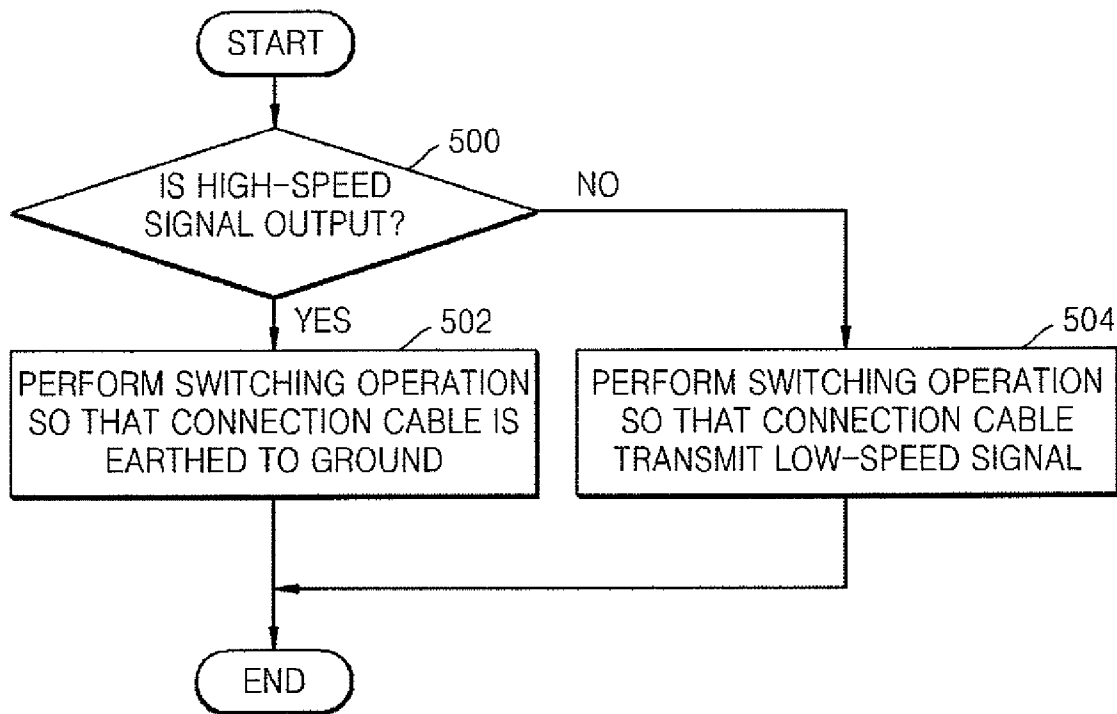 START
500
IS HIGH-SPEED
SIGNAL OUTPUT?
NO
YES
502
PERFORM SWITCHING OPERATION
SO THAT CONNECTION CABLE IS
EARTHED TO GROUND
504
PERFORM SWITCHING OPERATION
SO THAT CONNECTION CABLE
TRANSMIT LOW-SPEED SIGNAL
END